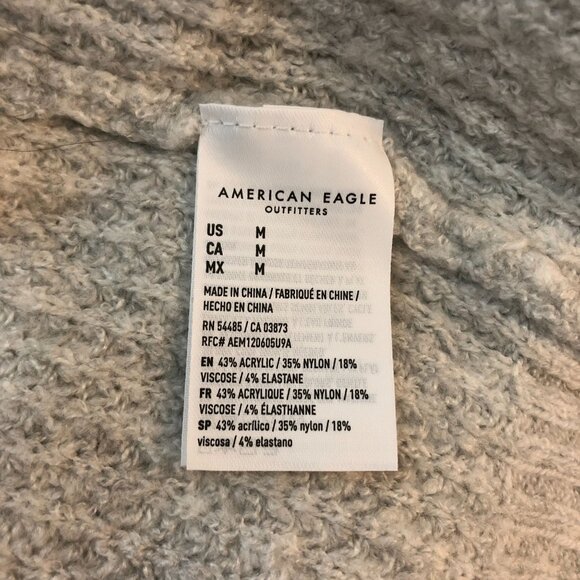 AMERICAN EAGLE
OUTFITTERS
US M
CA M
MX M
MADE IN CHINA / FABRIQUÉ EN CHINE /
HECHO EN CHINA
RN 54485 / CA 03873
RFC# AEM120605U9A
EN 43% ACRYLIC / 35% NYLON / 18%
VISCOSE / 4% ELASTANE
FR 43% ACRYLIQUE / 35% NYLON / 18%
VISCOSE / 4% ÉLASTHANNE
SP 43% acrílico / 35% nylon / 18%
viscosa / 4% elastano